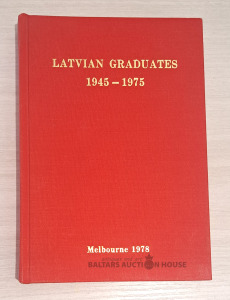 LATVIAN GRADUATES
1945 – 1975
Melbourne 1978
BALTARS AUCTION HOUSE